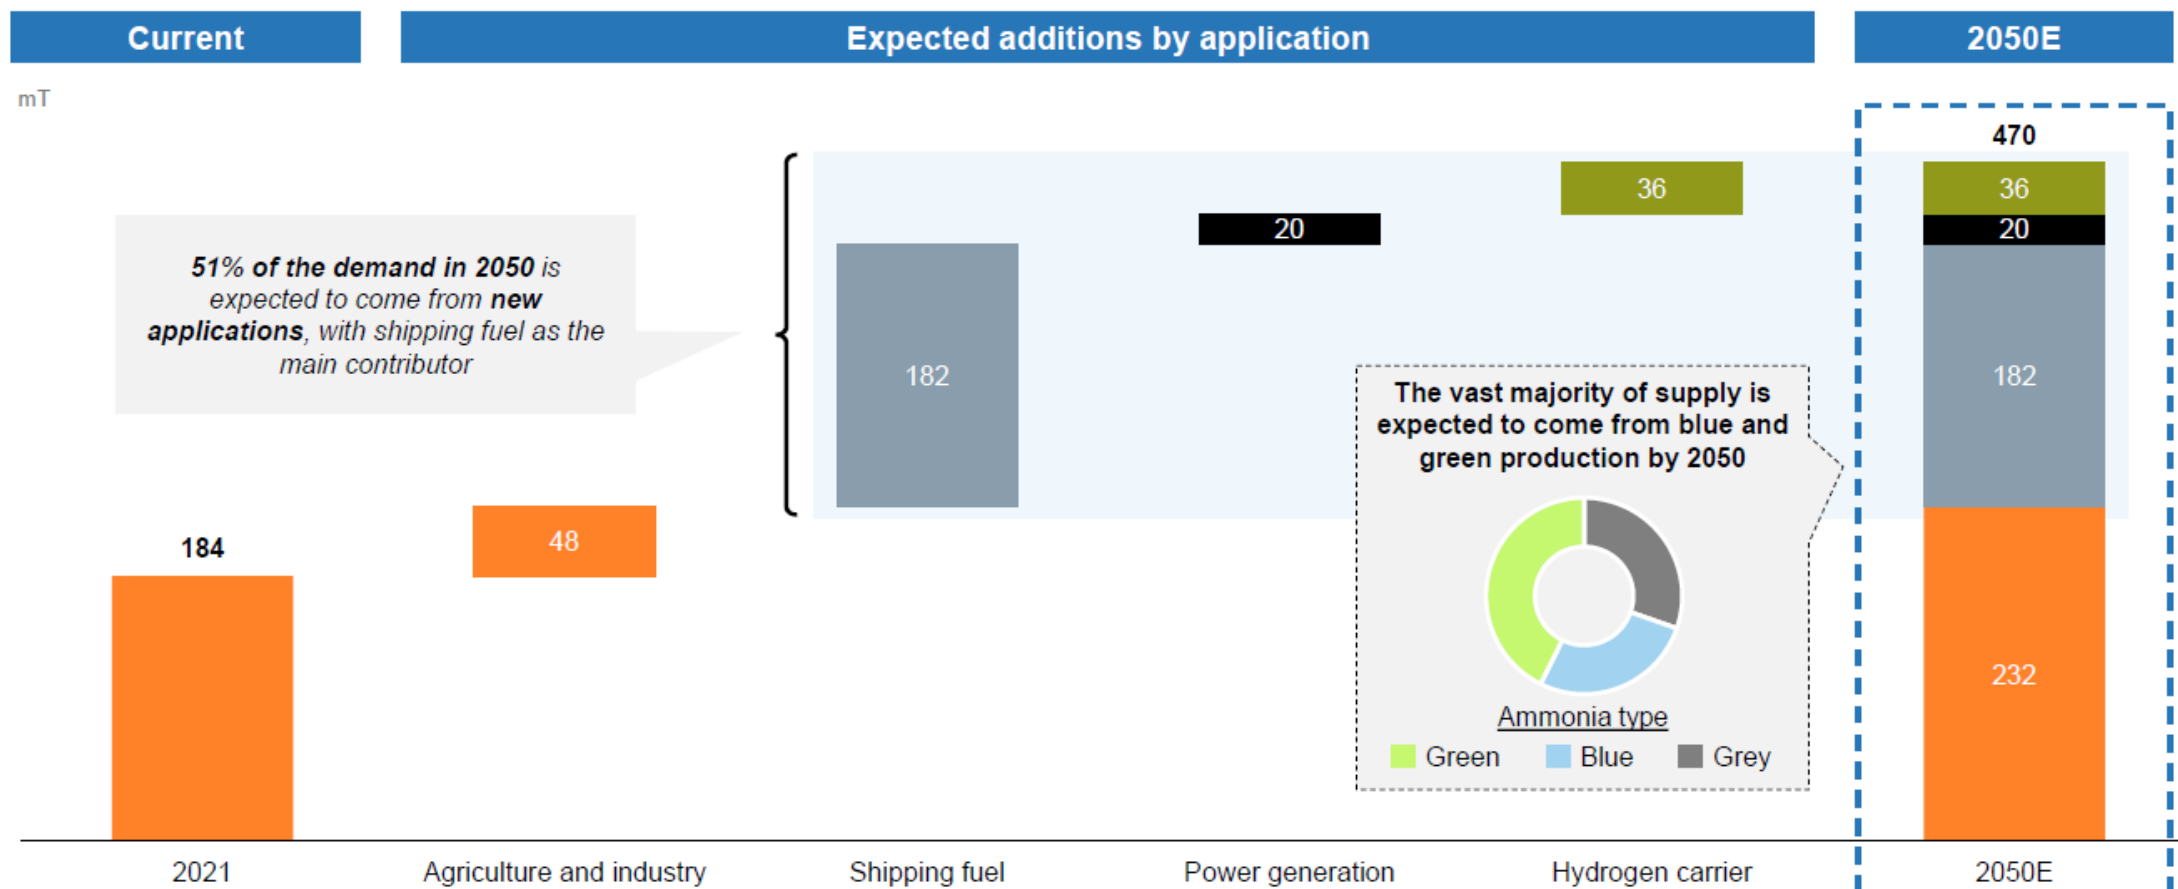 Current
Expected additions by application
2050E
mT
470
36
36
20
20
51% of the demand in 2050 is
expected to come from new
applications, with shipping fuel as the
main contributor
182
182
The vast majority of supply is
expected to come from blue and
green production by 2050
184
48
232
Ammonia type
Green
Blue
Grey
2021
Agriculture and industry
Shipping fuel
Power generation
Hydrogen carrier
2050E